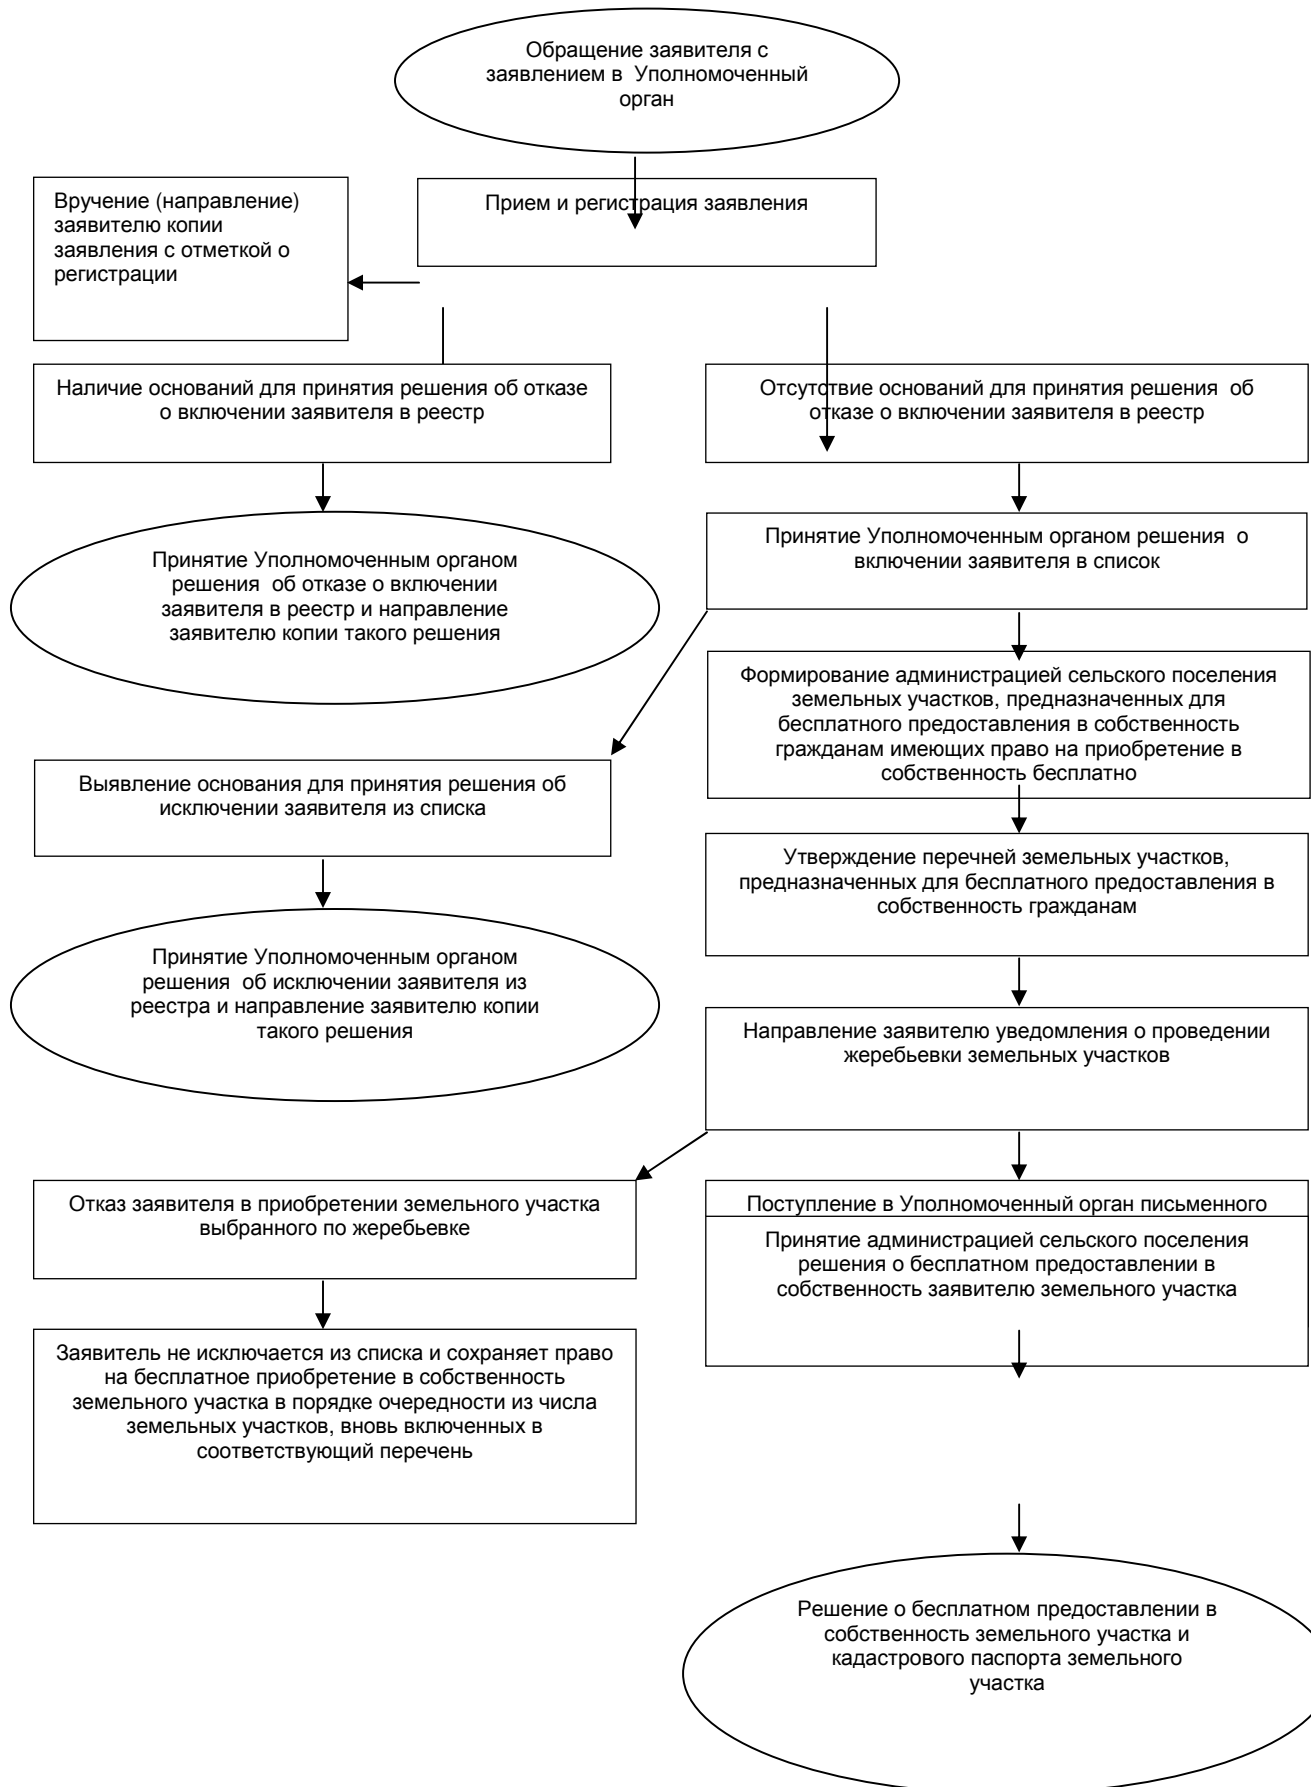 Обращение заявителя с
заявлением в Уполномоченный
орган
Вручение (направление)
заявителю копии
заявления с отметкой о
регистрации
Прием и регистрация заявления
Наличие оснований для принятия решения об отказе
о включении заявителя в реестр
Отсутствие оснований для принятия решения об
отказе о включении заявителя в реестр
Принятие Уполномоченным органом
решения об отказе о включении
заявителя в реестр и направление
заявителю копии такого решения
Принятие Уполномоченным органом решения о
включении заявителя в список
Формирование администрацией сельского поселения
земельных участков, предназначенных для
бесплатного предоставления в собственность
гражданам имеющих право на приобретение в
собственность бесплатно
Выявление основания для принятия решения об
исключении заявителя из списка
Утверждение перечней земельных участков,
предназначенных для бесплатного предоставления в
собственность гражданам
Принятие Уполномоченным органом
решения об исключении заявителя из
реестра и направление заявителю копии
такого решения
Направление заявителю уведомления о проведении
жеребьевки земельных участков
Отказ заявителя в приобретении земельного участка
выбранного по жеребьевке
Поступление в Уполномоченный орган письменного
Принятие администрацией сельского поселения
решения о бесплатном предоставлении в
собственность заявителю земельного участка
Заявитель не исключается из списка и сохраняет право
на бесплатное приобретение в собственность
земельного участка в порядке очередности из числа
земельных участков, вновь включенных в
соответствующий перечень
Решение о бесплатном предоставлении в
собственность земельного участка и
кадастрового паспорта земельного
участка